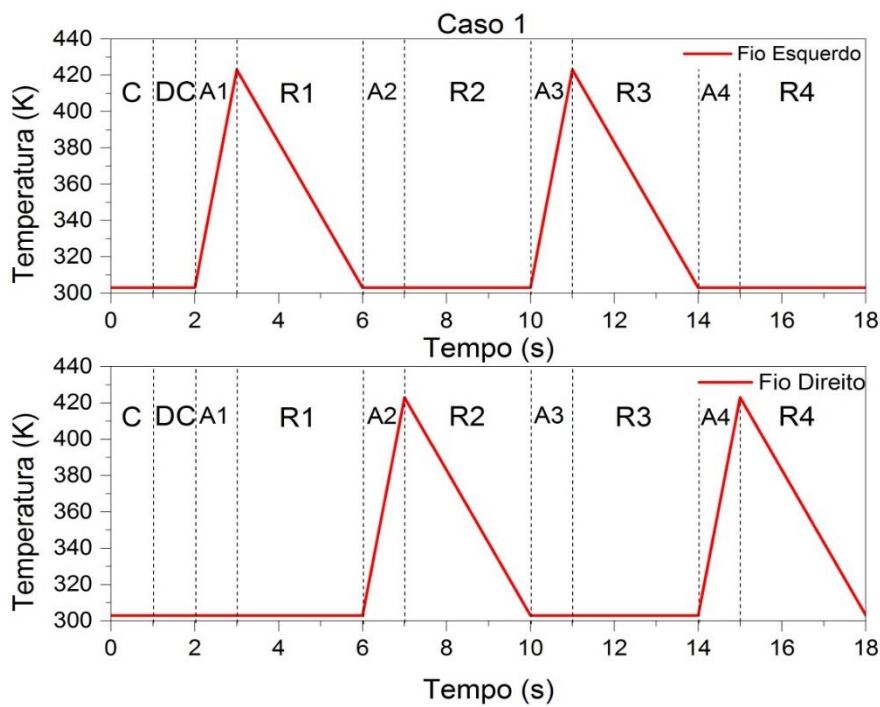 Caso 1
Fio Esquerdo
Temperatura (K)
440
420
400
380
360
340
320
300
C DC A1 R1 A2 R2 A3 R3 A4 R4
0 2 4 6 8 10 12 14 16 18
Tempo (s)
Fio Direito
Temperatura (K)
440
420
400
380
360
340
320
300
C DC A1 R1 A2 R2 A3 R3 A4 R4
0 2 4 6 8 10 12 14 16 18
Tempo (s)